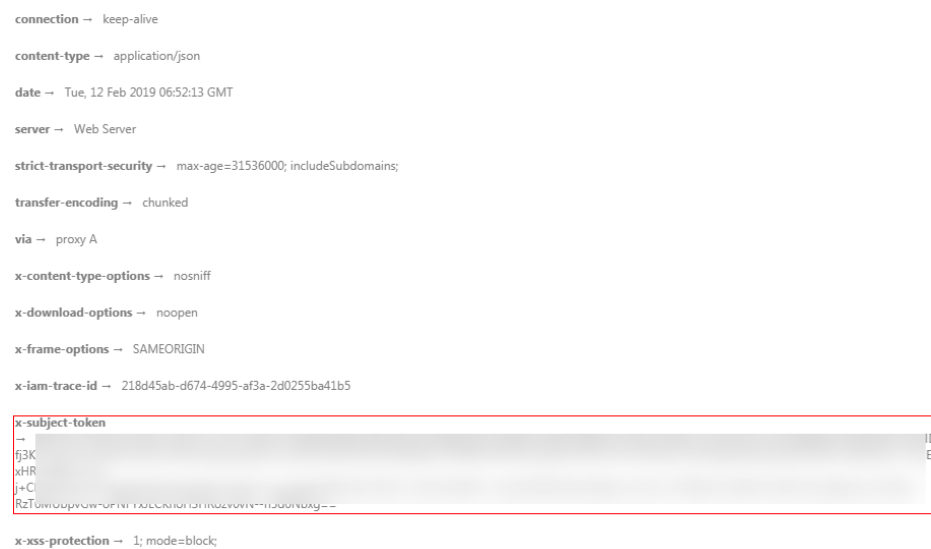 connection → keep-alive
content-type → application/json
date → Tue, 12 Feb 2019 06:52:13 GMT
server → Web Server
strict-transport-security → max-age=31536000; includeSubdomains;
transfer-encoding → chunked
via → proxy A
x-content-type-options → nosniff
x-download-options → noopen
x-frame-options → SAMEORIGIN
x-iam-trace-id → 218d45ab-d674-4995-af3a-2d0255ba41b5
x-subject-token
→
fj3K
xHR
j+C
x-xss-protection → 1; mode=block;